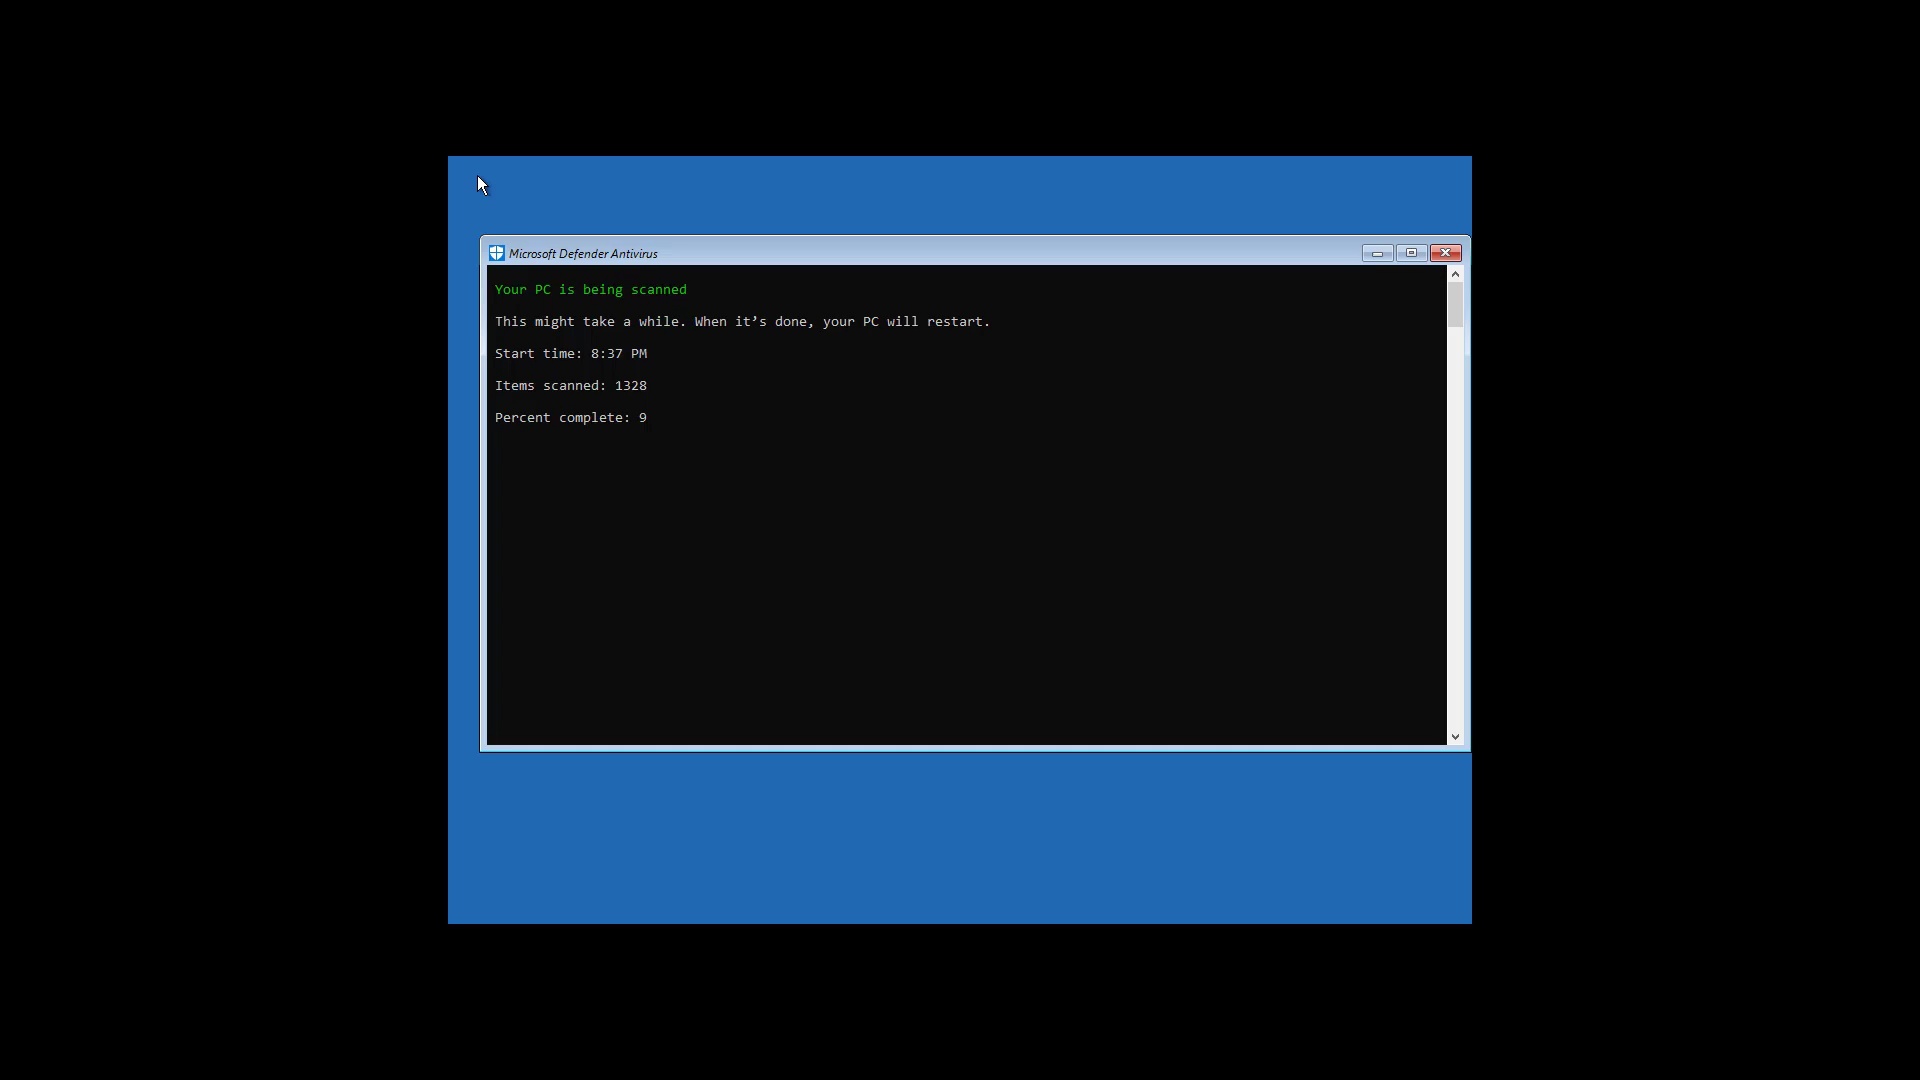 Microsoft Defender Antivirus
Your PC is being scanned
This might take a while. When it’s done, your PC will restart.
Start time: 8:37 PM
Items scanned: 1328
Percent complete: 9